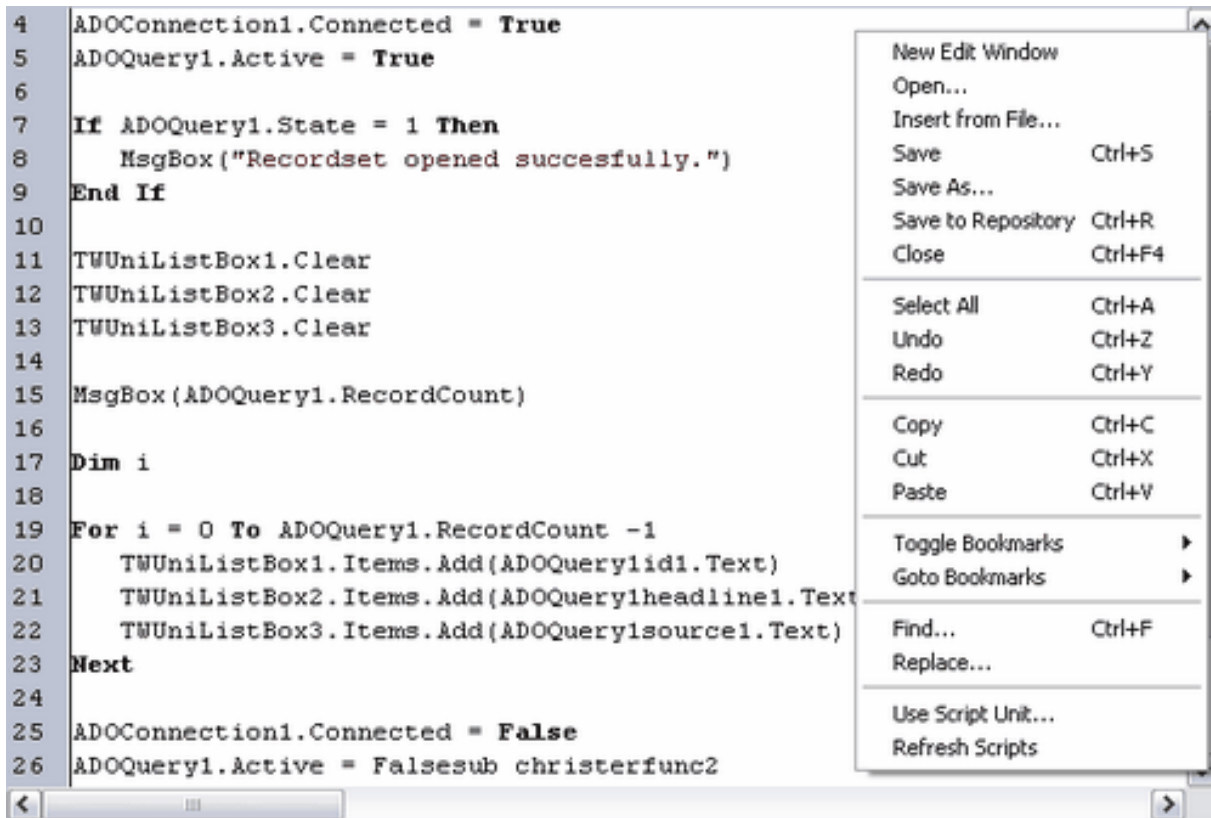 4 ADOConnection1.Connected = True
5 ADOQuery1.Active = True
6
7 If ADOQuery1.State = 1 Then
8 MsgBox("Recordset opened succesfully.")
9 End If
10
11 TWUniListBox1.Clear
12 TWUniListBox2.Clear
13 TWUniListBox3.Clear
14
15 MsgBox(ADOQuery1.RecordCount)
16
17 Dim i
18
19 For i = 0 To ADOQuery1.RecordCount -1
20 TWUniListBox1.Items.Add(ADOQuery1id1.Text)
21 TWUniListBox2.Items.Add(ADOQuery1headline1.Text
22 TWUniListBox3.Items.Add(ADOQuery1source1.Text)
23 Next
24
25 ADOConnection1.Connected = False
26 ADOQuery1.Active = Falsesub christerfunc2
New Edit Window
Open...
Insert from File...
Save Ctrl+S
Save As...
Save to Repository Ctrl+R
Close Ctrl+F4
Select All Ctrl+A
Undo Ctrl+Z
Redo Ctrl+Y
Copy Ctrl+C
Cut Ctrl+X
Paste Ctrl+V
Toggle Bookmarks
Goto Bookmarks
Find... Ctrl+F
Replace...
Use Script Unit...
Refresh Scripts